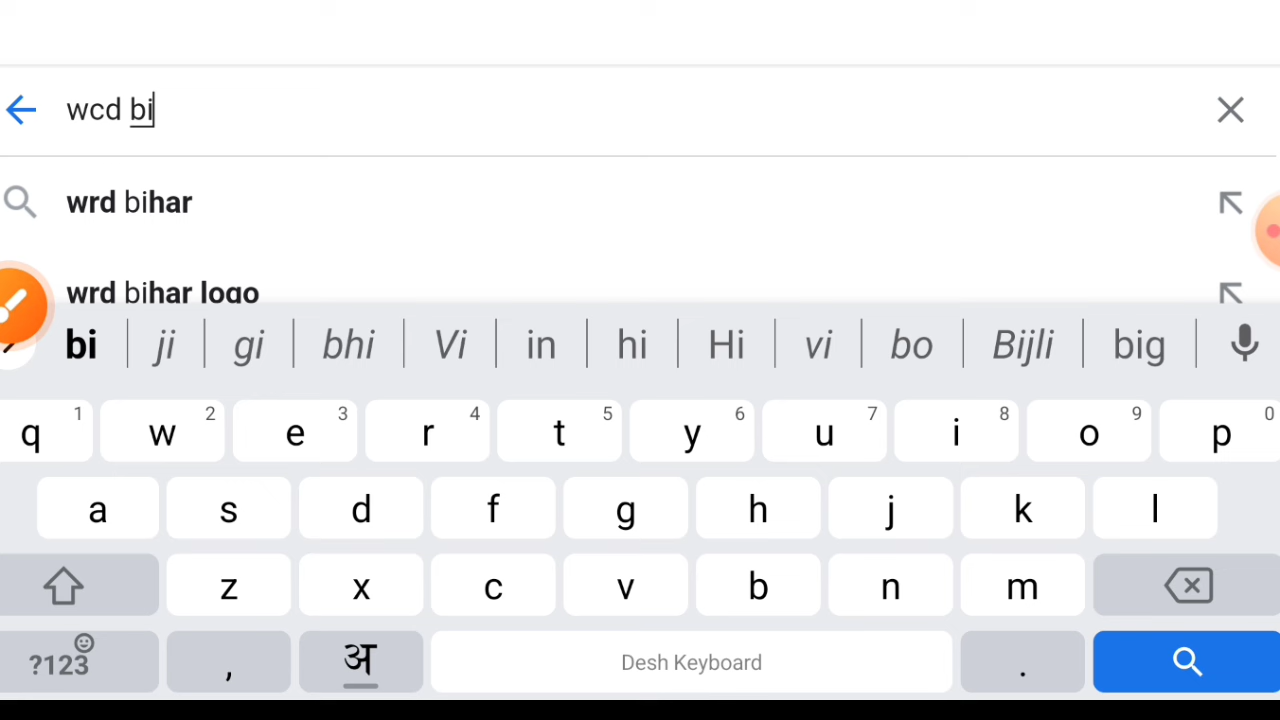 wcd bi
wrd bihar
wrd bihar logo
bi ji gi bhi Vi in hi Hi vi bo Bijli big
q 1 w 2 e 3 r 4 t 5 y 6 u 7 i 8 o 9 p 0
a s d f g h j k l
z x c v b n m
?123 , अ Desh Keyboard .